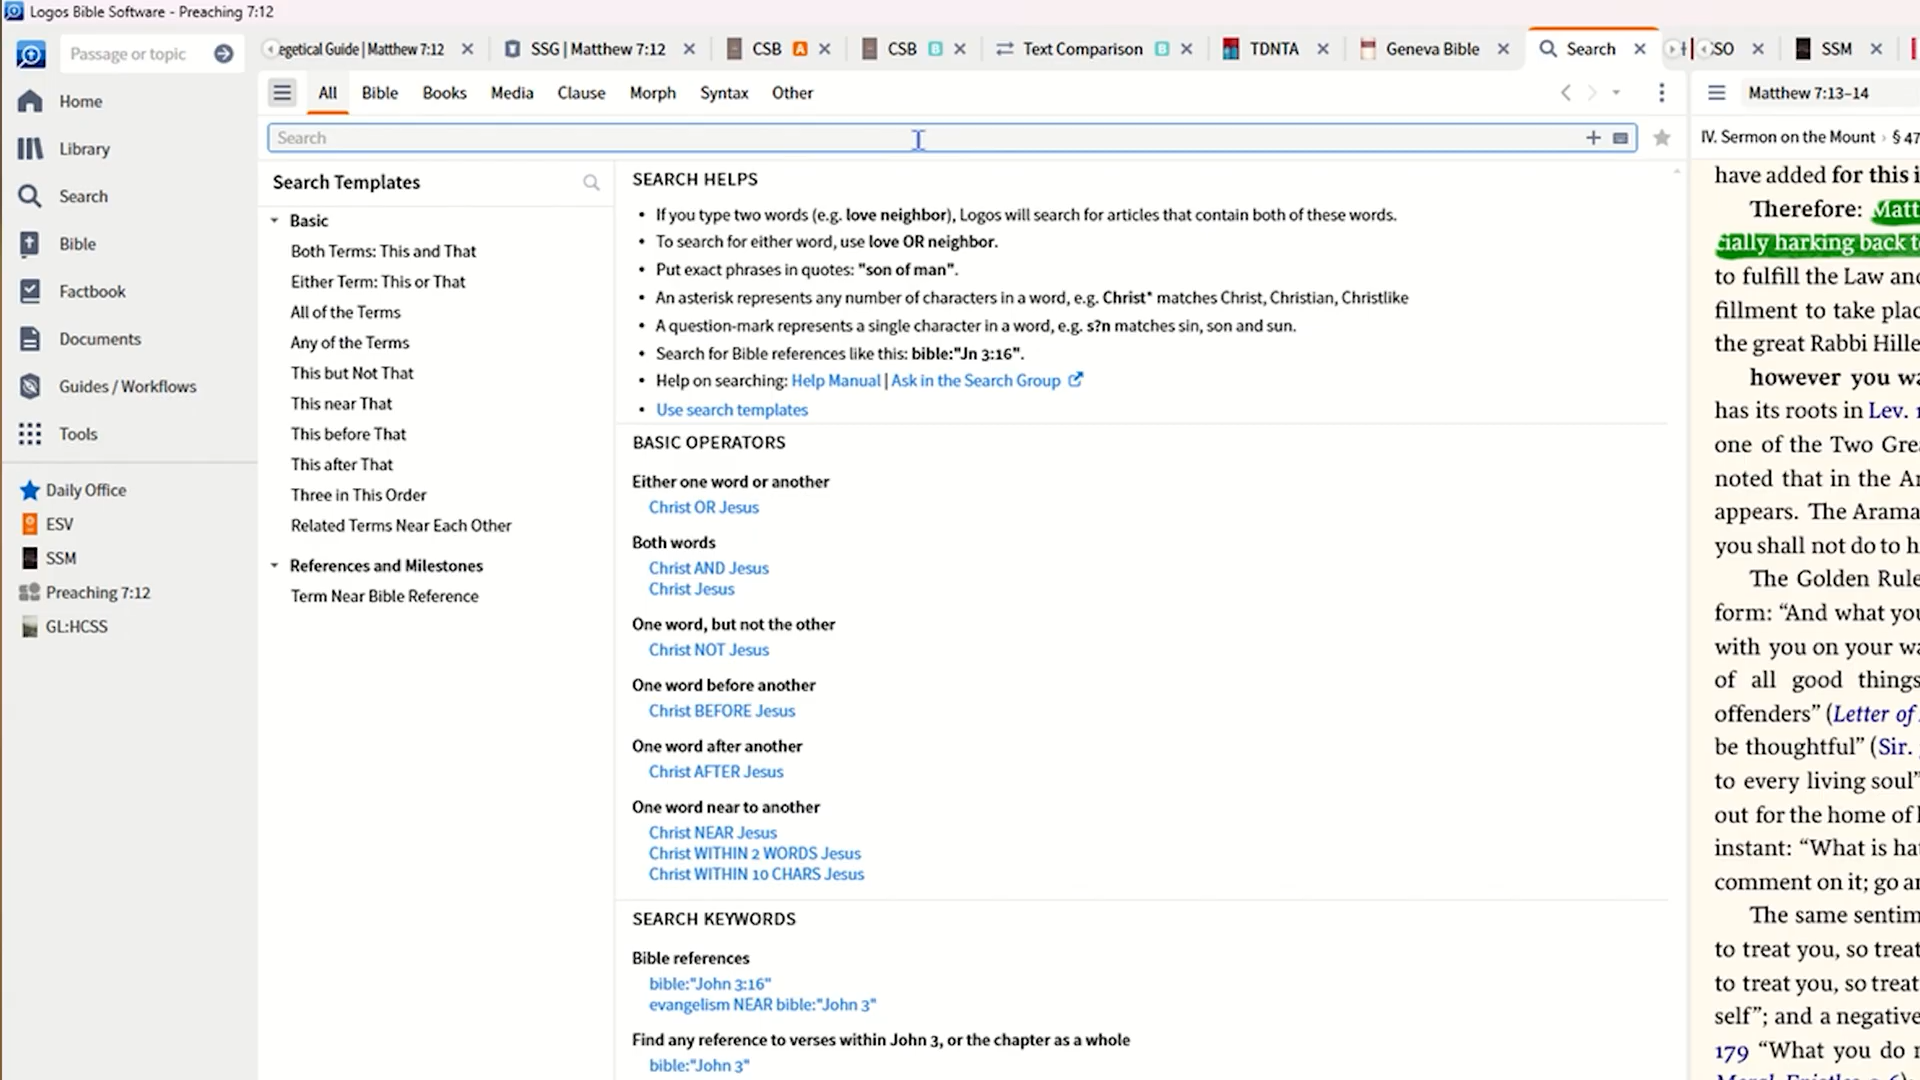 Logos Bible Software - Preaching 7:12
Passage or topic
Home
Library
Search
Bible
Factbook
Documents
Guides / Workflows
Tools
Daily Office
ESV
SSM
Preaching 7:12
GL:HCSS
egetical Guide | Matthew 7:12
SSG | Matthew 7:12
CSB A
CSB B
Text Comparison B
TDNTA
Geneva Bible
Search
SO
SSM
All Bible Books Media Clause Morph Syntax Other
Search
Search Templates
Basic
Both Terms: This and That
Either Term: This or That
All of the Terms
Any of the Terms
This but Not That
This near That
This before That
This after That
Three in This Order
Related Terms Near Each Other
References and Milestones
Term Near Bible Reference
SEARCH HELPS
• If you type two words (e.g. love neighbor), Logos will search for articles that contain both of these words.
• To search for either word, use love OR neighbor.
• Put exact phrases in quotes: "son of man".
• An asterisk represents any number of characters in a word, e.g. Christ* matches Christ, Christian, Christlike
• A question-mark represents a single character in a word, e.g. s?n matches sin, son and sun.
• Search for Bible references like this: bible:"Jn 3:16".
• Help on searching: Help Manual | Ask in the Search Group
• Use search templates
BASIC OPERATORS
Either one word or another
Christ OR Jesus
Both words
Christ AND Jesus
Christ Jesus
One word, but not the other
Christ NOT Jesus
One word before another
Christ BEFORE Jesus
One word after another
Christ AFTER Jesus
One word near to another
Christ NEAR Jesus
Christ WITHIN 2 WORDS Jesus
Christ WITHIN 10 CHARS Jesus
SEARCH KEYWORDS
Bible references
bible:"John 3:16"
evangelism NEAR bible:"John 3"
Find any reference to verses within John 3, or the chapter as a whole
bible:"John 3"
Matthew 7:13–14
IV. Sermon on the Mount › § 47
have added for this i
Therefore: Matt
cially harking back to
to fulfill the Law and
fillment to take plac
the great Rabbi Hille
however you wa
has its roots in Lev. 1
one of the Two Grea
noted that in the Ar
appears. The Arama
you shall not do to h
The Golden Rule
form: “And what you
with you on your wa
of all good things
offenders” (Letter of
be thoughtful” (Sir.
to every living soul”
out for the home of
instant: “What is hat
comment on it; go an
The same sentim
to treat you, so treat
to treat you, so treat
self”; and a negative
179 “What you do n